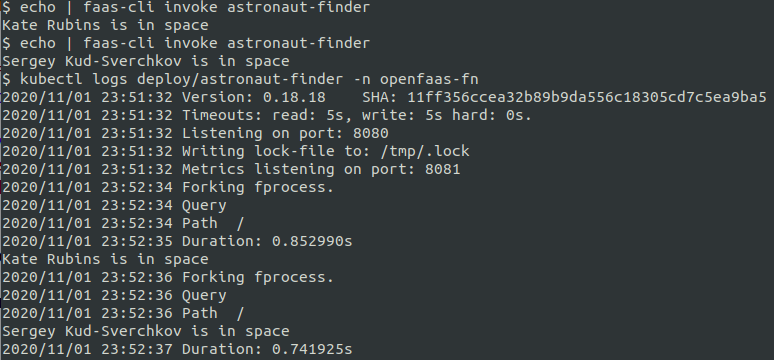 $ echo | faas-cli invoke astronaut-finder
Kate Rubins is in space
$ echo | faas-cli invoke astronaut-finder
Sergey Kud-Sverchkov is in space
$ kubectl logs deploy/astronaut-finder -n openfaas-fn
2020/11/01 23:51:32 Version: 0.18.18    SHA: 11ff356ccea32b89b9da556c18305cd7c5ea9ba5
2020/11/01 23:51:32 Timeouts: read: 5s, write: 5s hard: 0s.
2020/11/01 23:51:32 Listening on port: 8080
2020/11/01 23:51:32 Writing lock-file to: /tmp/.lock
2020/11/01 23:51:32 Metrics listening on port: 8081
2020/11/01 23:52:34 Forking fprocess.
2020/11/01 23:52:34 Query
2020/11/01 23:52:34 Path  /
2020/11/01 23:52:35 Duration: 0.852990s
Kate Rubins is in space
2020/11/01 23:52:36 Forking fprocess.
2020/11/01 23:52:36 Query
2020/11/01 23:52:36 Path  /
Sergey Kud-Sverchkov is in space
2020/11/01 23:52:37 Duration: 0.741925s